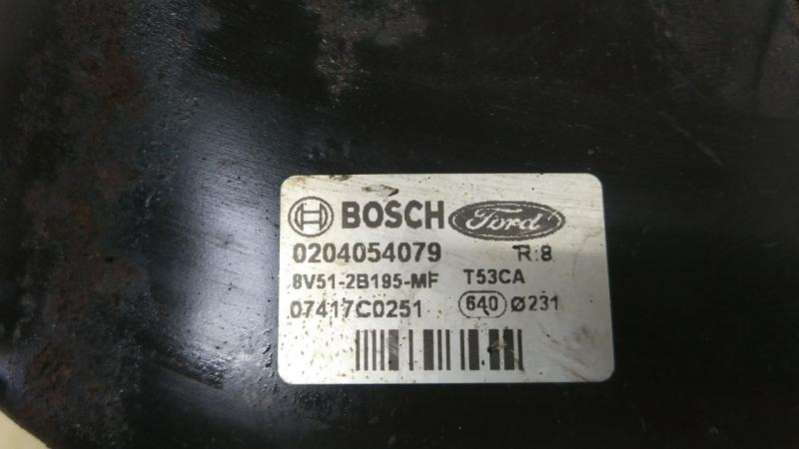 BOSCH Ford
0204054079 R:8
8V51-2B195-MF T53CA
07417C0251 640 Ø231